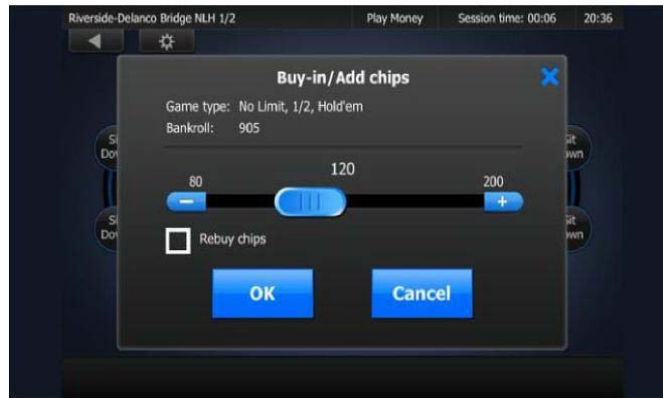 Riverside-Delanco Bridge NLH 1/2 Play Money Session time: 00:06 20:36
Buy-in/Add chips
Game type: No Limit, 1/2, Hold'em
Bankroll: 905
120
80 200
Rebuy chips
OK Cancel